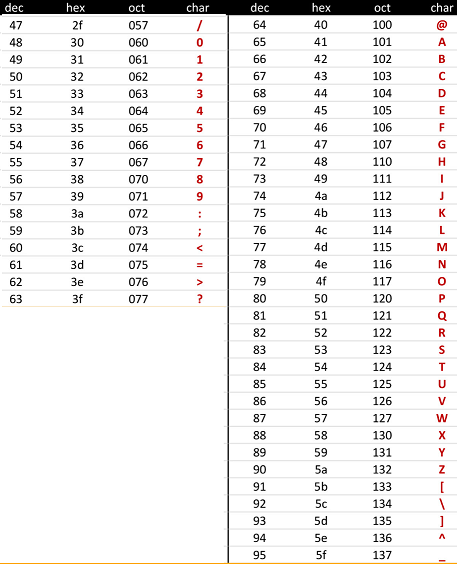 dec hex oct char
47 2f 057 /
48 30 060 0
49 31 061 1
50 32 062 2
51 33 063 3
52 34 064 4
53 35 065 5
54 36 066 6
55 37 067 7
56 38 070 8
57 39 071 9
58 3a 072 :
59 3b 073 ;
60 3c 074 <
61 3d 075 =
62 3e 076 >
63 3f 077 ?
dec hex oct char
64 40 100 @
65 41 101 A
66 42 102 B
67 43 103 C
68 44 104 D
69 45 105 E
70 46 106 F
71 47 107 G
72 48 110 H
73 49 111 I
74 4a 112 J
75 4b 113 K
76 4c 114 L
77 4d 115 M
78 4e 116 N
79 4f 117 O
80 50 120 P
81 51 121 Q
82 52 122 R
83 53 123 S
84 54 124 T
85 55 125 U
86 56 126 V
87 57 127 W
88 58 130 X
89 59 131 Y
90 5a 132 Z
91 5b 133 [
92 5c 134 \
93 5d 135 ]
94 5e 136 ^
95 5f 137 _